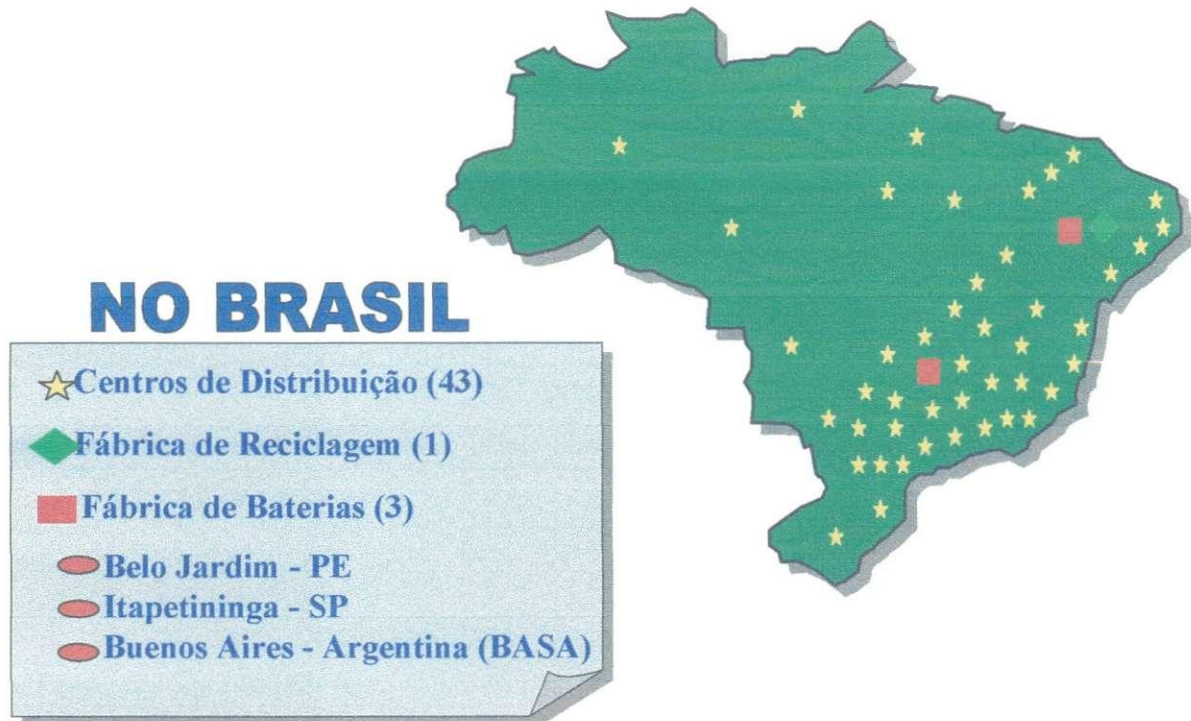 NO BRASIL
Centros de Distribuição (43)
Fábrica de Reciclagem (1)
Fábrica de Baterias (3)
Belo Jardim - PE
Itapetininga - SP
Buenos Aires - Argentina (BASA)